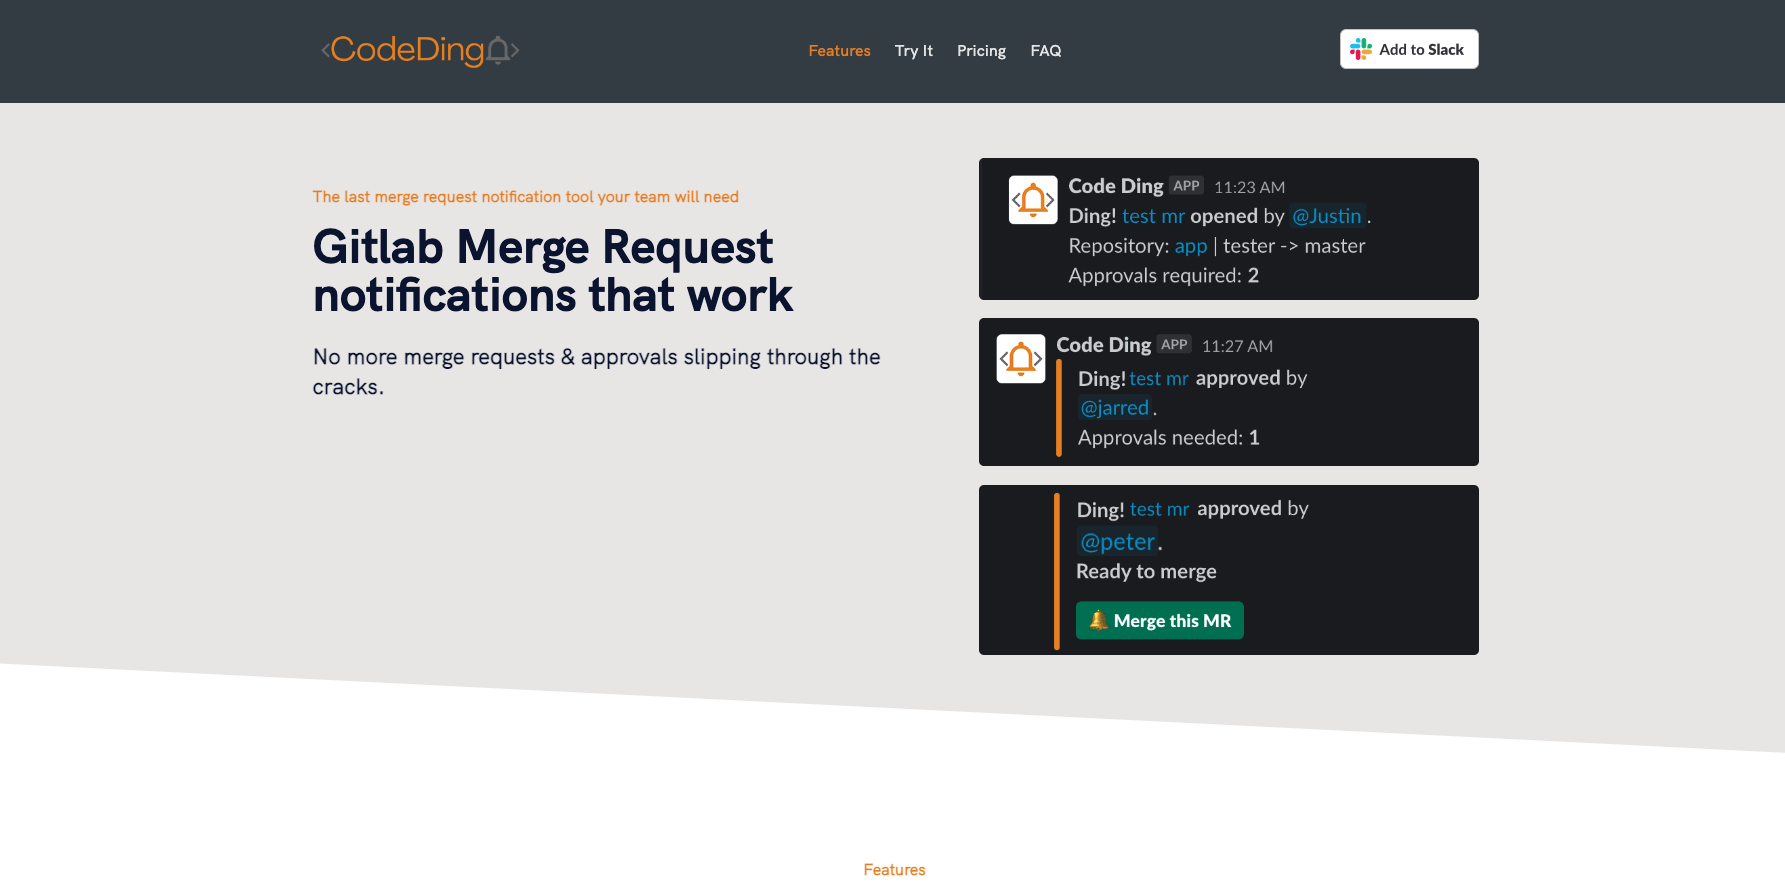 <CodeDing>
Features Try It Pricing FAQ
Add to Slack
The last merge request notification tool your team will need
Gitlab Merge Request
notifications that work
No more merge requests & approvals slipping through the
cracks.
Code Ding APP 11:23 AM
Ding! test mr opened by @Justin .
Repository: app | tester -> master
Approvals required: 2
Code Ding APP 11:27 AM
Ding! test mr approved by
@jarred .
Approvals needed: 1
Ding! test mr approved by
@peter .
Ready to merge
Merge this MR
Features